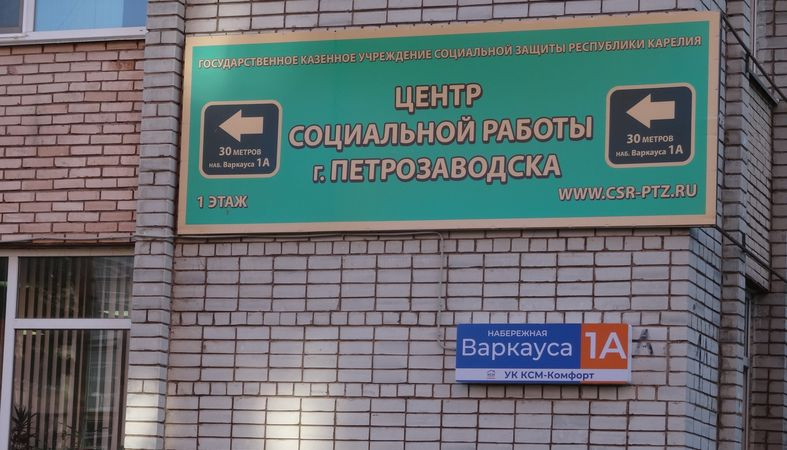 ГОСУДАРСТВЕННОЕ КАЗЕННОЕ УЧРЕЖДЕНИЕ СОЦИАЛЬНОЙ ЗАЩИТЫ РЕСПУБЛИКИ КАРЕЛИЯ
ЦЕНТР
СОЦИАЛЬНОЙ РАБОТЫ
г. ПЕТРОЗАВОДСКА
30 МЕТРОВ
НАБ. Варкауса 1А
30 МЕТРОВ
НАБ. Варкауса 1А
1 ЭТАЖ
WWW.CSR-PTZ.RU
НАБЕРЕЖНАЯ
Варкауса 1А
УК КСМ-Комфорт
А